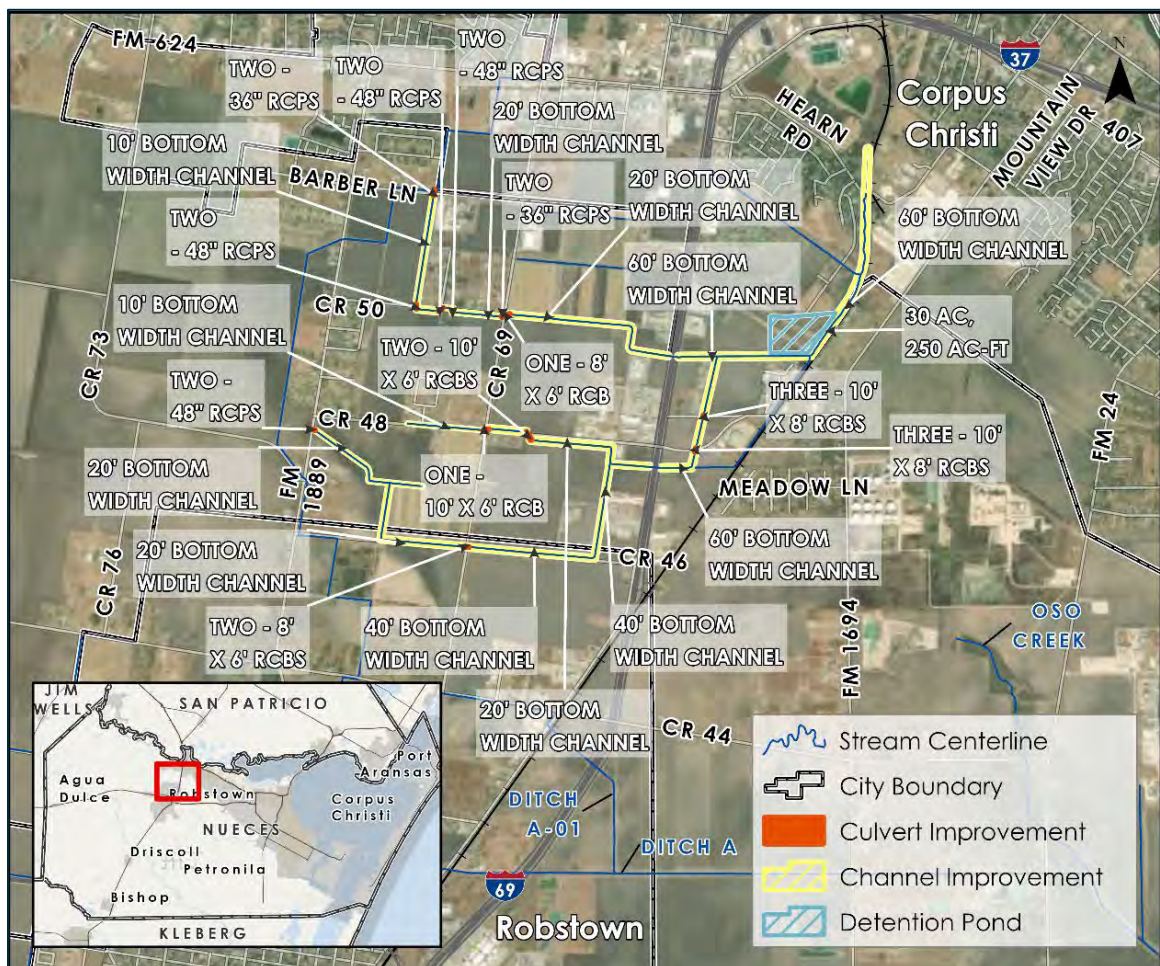 FM 624
TWO -
36" RCPS
TWO
- 48" RCPS
TWO
- 48" RCPS
20' BOTTOM
WIDTH CHANNEL
37
N
Corpus
Christi
HEARN
RD
MOUNTAIN
VIEW DR
407
10' BOTTOM
WIDTH CHANNEL
BARBER LN
TWO
- 36" RCPS
20' BOTTOM
WIDTH CHANNEL
60' BOTTOM
WIDTH CHANNEL
TWO
- 48" RCPS
60' BOTTOM
WIDTH CHANNEL
CR 50
10' BOTTOM
WIDTH CHANNEL
CR 73
TWO - 10'
X 6' RCBS
CR 69
ONE - 8'
X 6' RCB
30 AC,
250 AC-FT
TWO -
48" RCPS
CR 48
THREE - 10'
X 8' RCBS
FM 24
20' BOTTOM
WIDTH CHANNEL
FM
1889
ONE -
10' X 6' RCB
THREE - 10'
X 8' RCBS
MEADOW LN
CR 76
20' BOTTOM
WIDTH CHANNEL
CR 46
60' BOTTOM
WIDTH CHANNEL
TWO - 8'
X 6' RCBS
40' BOTTOM
WIDTH CHANNEL
40' BOTTOM
WIDTH CHANNEL
FM 1694
OSO
CREEK
20' BOTTOM
WIDTH CHANNEL
CR 44
JIM
WELLS
SAN PATRICIO
Port
Aransas
Agua
Dulce
Robstown
Corpus
Christi
NUECES
Driscoll
Petronila
Bishop
KLEBERG
DITCH
A-01
DITCH A
69
Robstown
Stream Centerline
City Boundary
Culvert Improvement
Channel Improvement
Detention Pond